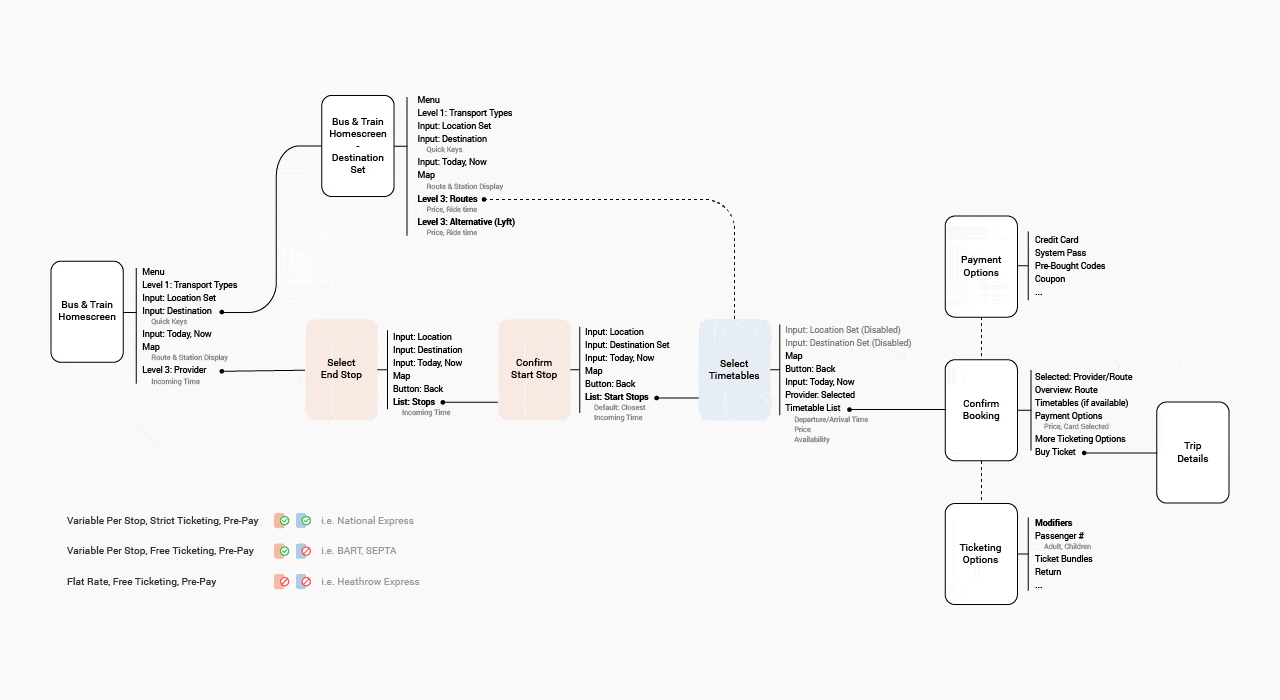 Bus & Train
Homescreen
-
Destination
Set
Menu
Level 1: Transport Types
Input: Location Set
Input: Destination
Quick Keys
Input: Today, Now
Map
Route & Station Display
Level 3: Routes
Price, Ride time
Level 3: Alternative (Lyft)
Price, Ride time
Bus & Train
Homescreen
Menu
Level 1: Transport Types
Input: Location Set
Input: Destination
Quick Keys
Input: Today, Now
Map
Route & Station Display
Level 3: Provider
Incoming Time
Select
End Stop
Input: Location
Input: Destination
Input: Today, Now
Map
Button: Back
List: Stops
Incoming Time
Confirm
Start Stop
Input: Location
Input: Destination Set
Input: Today, Now
Map
Button: Back
List: Start Stops
Default: Closest
Incoming Time
Select
Timetables
Input: Location Set (Disabled)
Input: Destination Set (Disabled)
Map
Button: Back
Input: Today, Now
Provider: Selected
Timetable List
Departure/Arrival Time
Price
Availability
Payment
Options
Credit Card
System Pass
Pre-Bought Codes
Coupon
...
Confirm
Booking
Selected: Provider/Route
Overview: Route
Timetables (if available)
Payment Options
Price, Card Selected
More Ticketing Options
Buy Ticket
Trip
Details
Ticketing
Options
Modifiers
Passenger #
Adult, Children
Ticket Bundles
Return
...
Variable Per Stop, Strict Ticketing, Pre-Pay i.e. National Express
Variable Per Stop, Free Ticketing, Pre-Pay i.e. BART, SEPTA
Flat Rate, Free Ticketing, Pre-Pay i.e. Heathrow Express